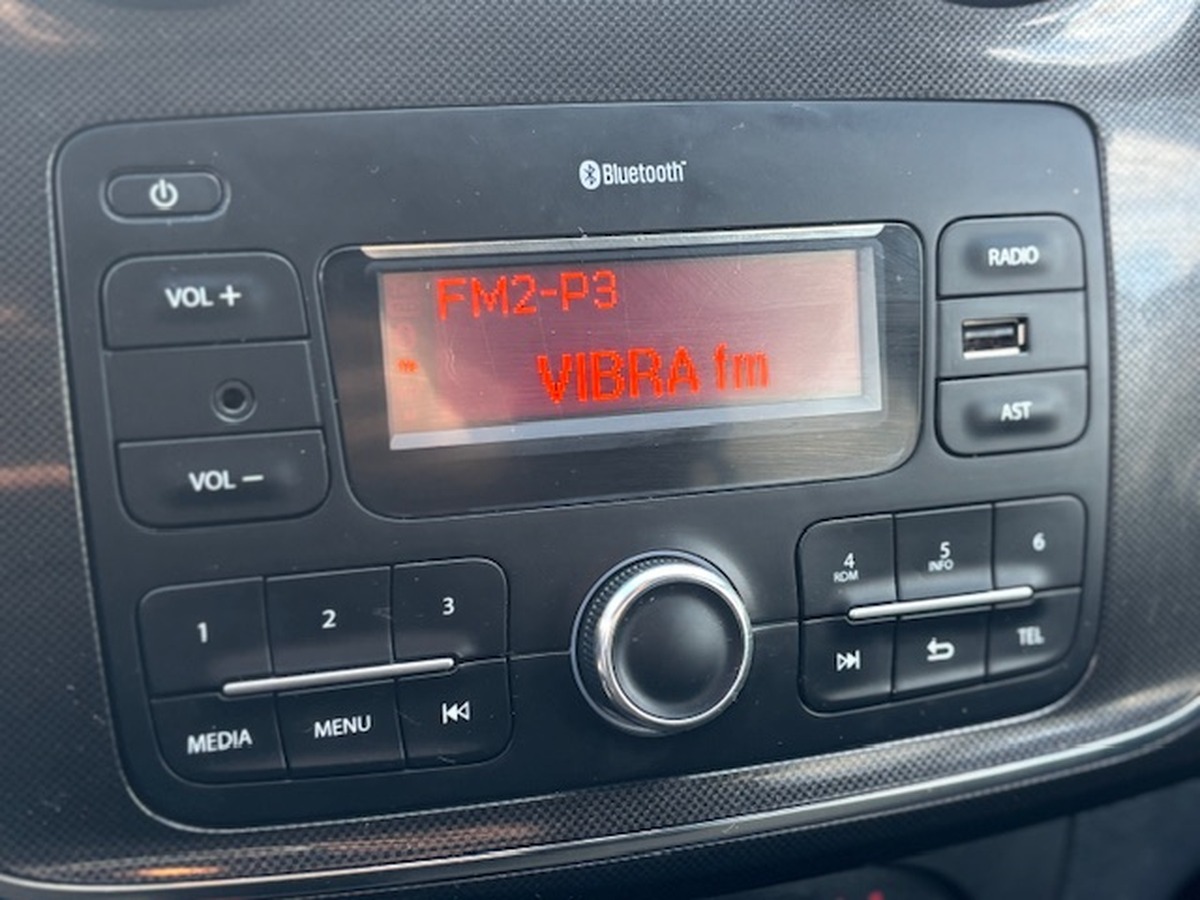 Bluetooth
VOL +
FM2-P3
VIBRA fm
RADIO
AST
VOL −
1
2
3
4
RDM
5
INFO
6
MEDIA
MENU
TEL